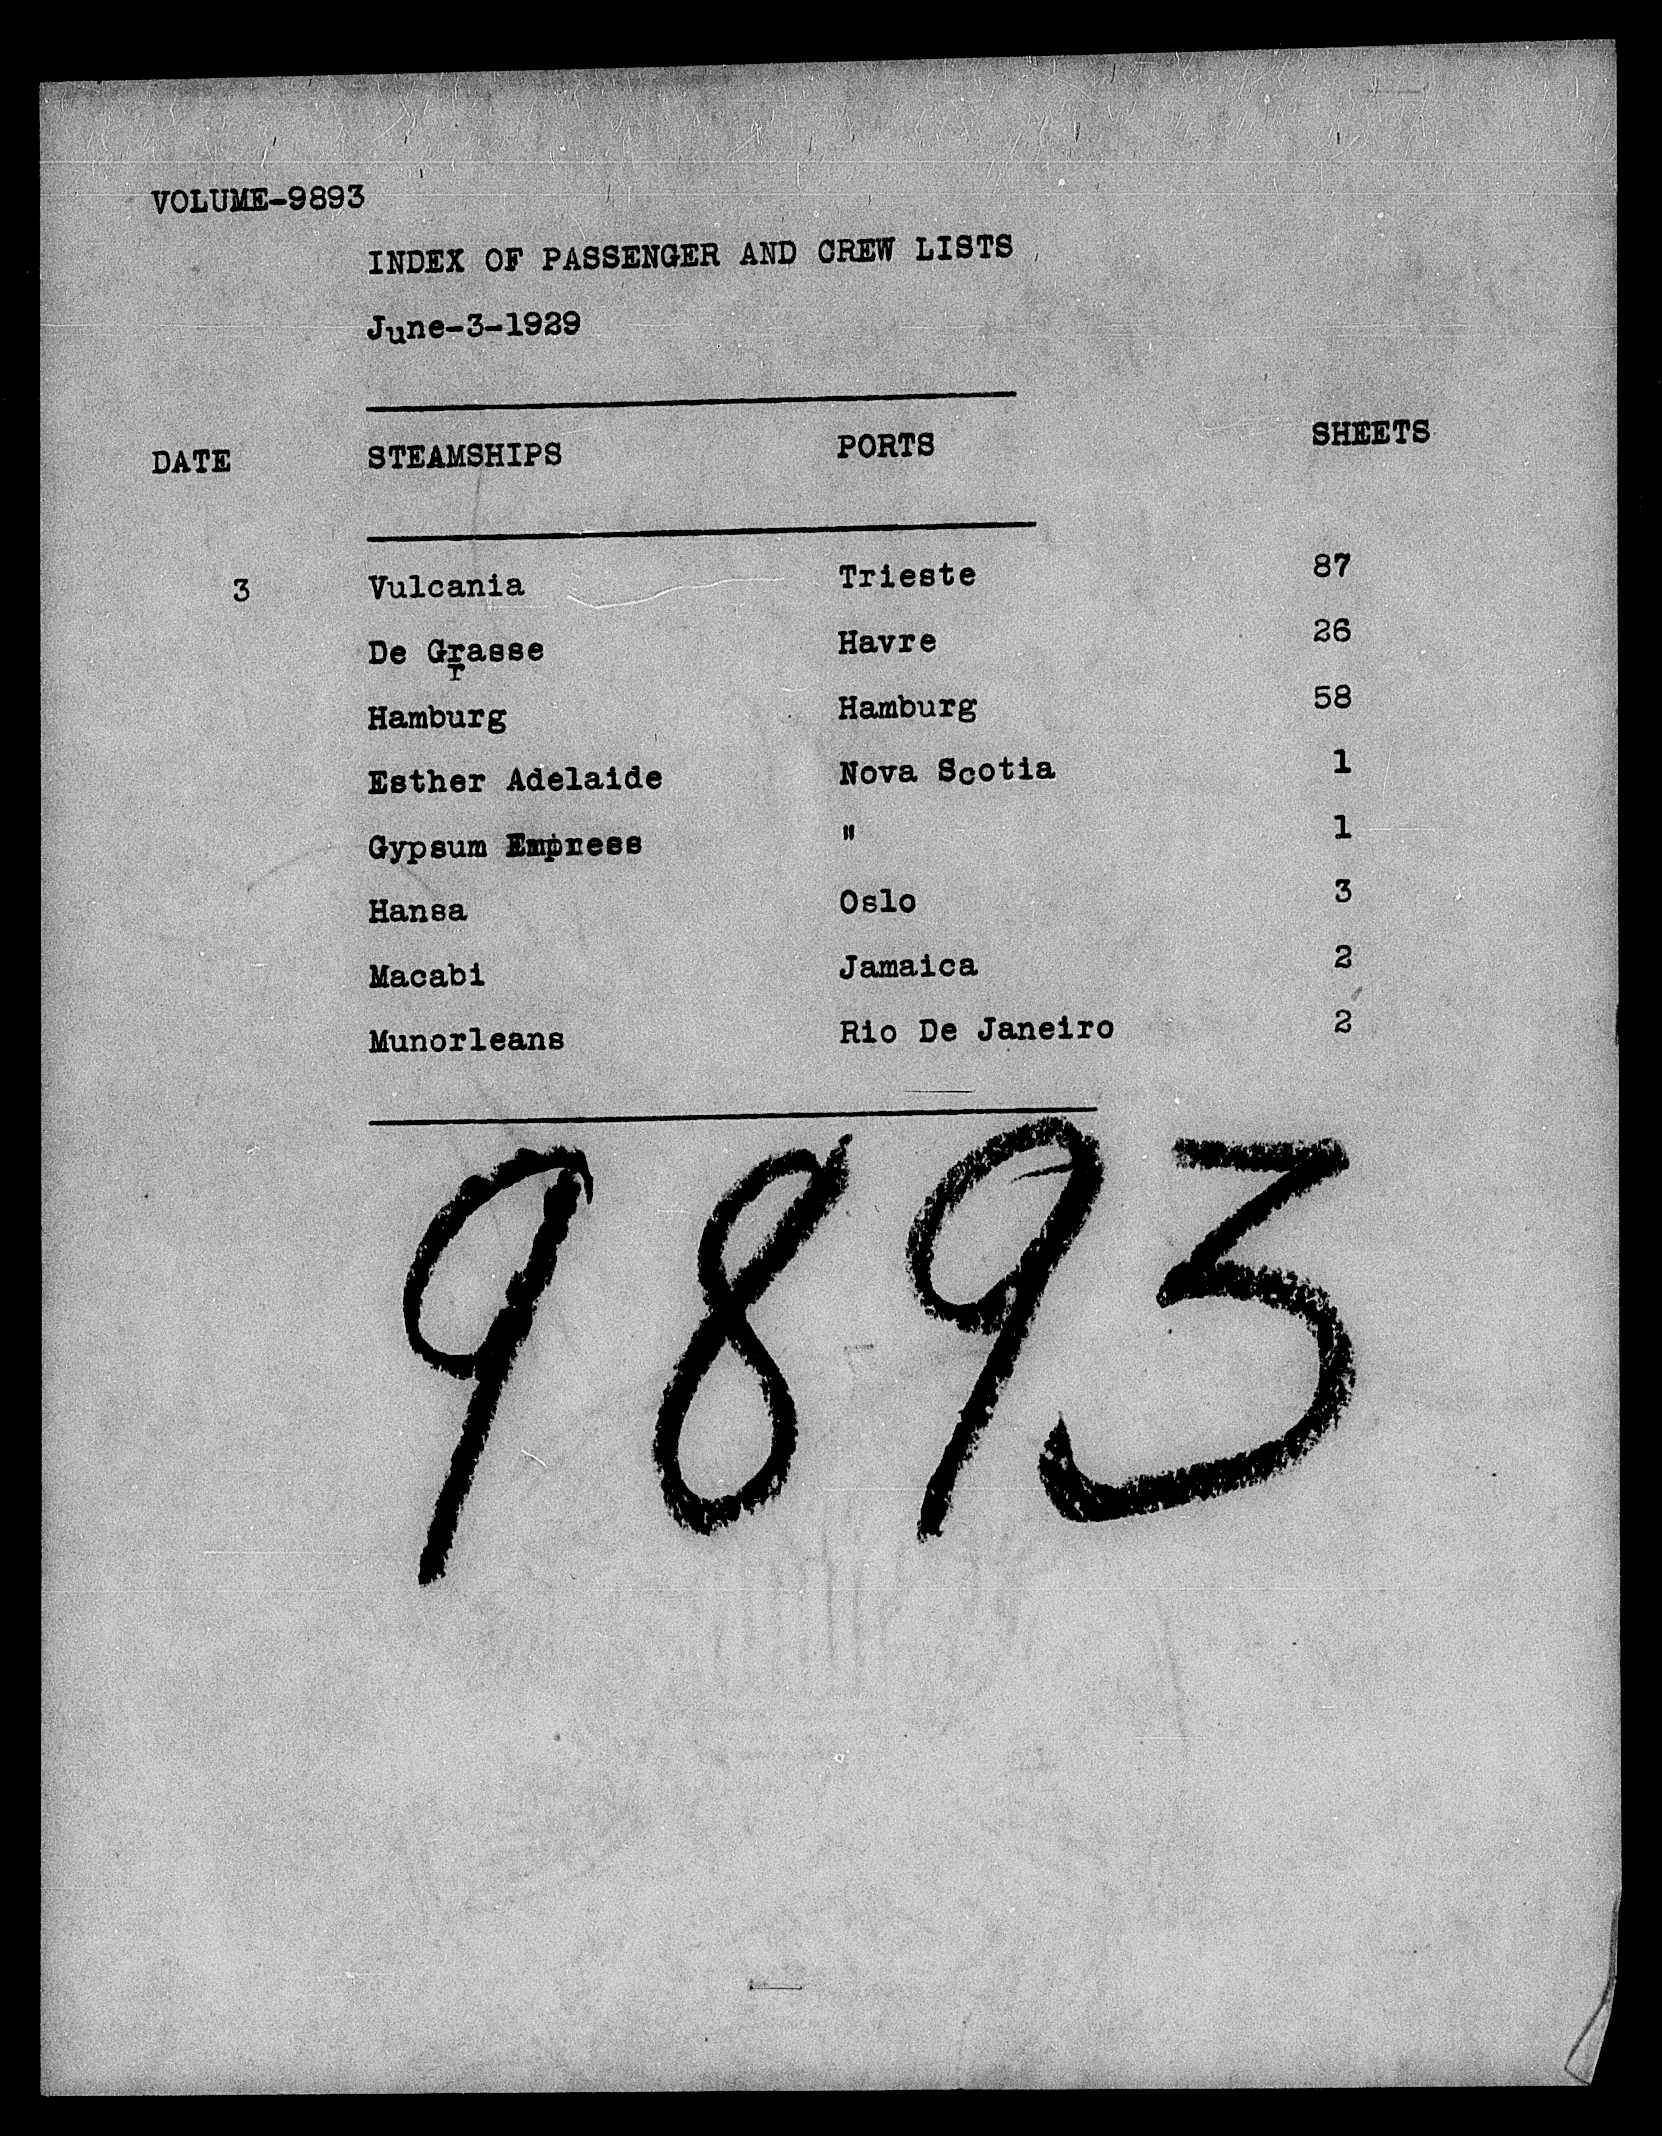 VOLUME-9893
INDEX OF PASSENGER AND CREW LISTS
June-3-1929
DATE STEAMSHIPS PORTS SHEETS
3 Vulcania Trieste 87
De Grasse Havre 26
Hamburg Hamburg 58
Esther Adelaide Nova Scotia 1
Gypsum Empress " 1
Hansa Oslo 3
Macabi Jamaica 2
Munorleans Rio De Janeiro 2
9893